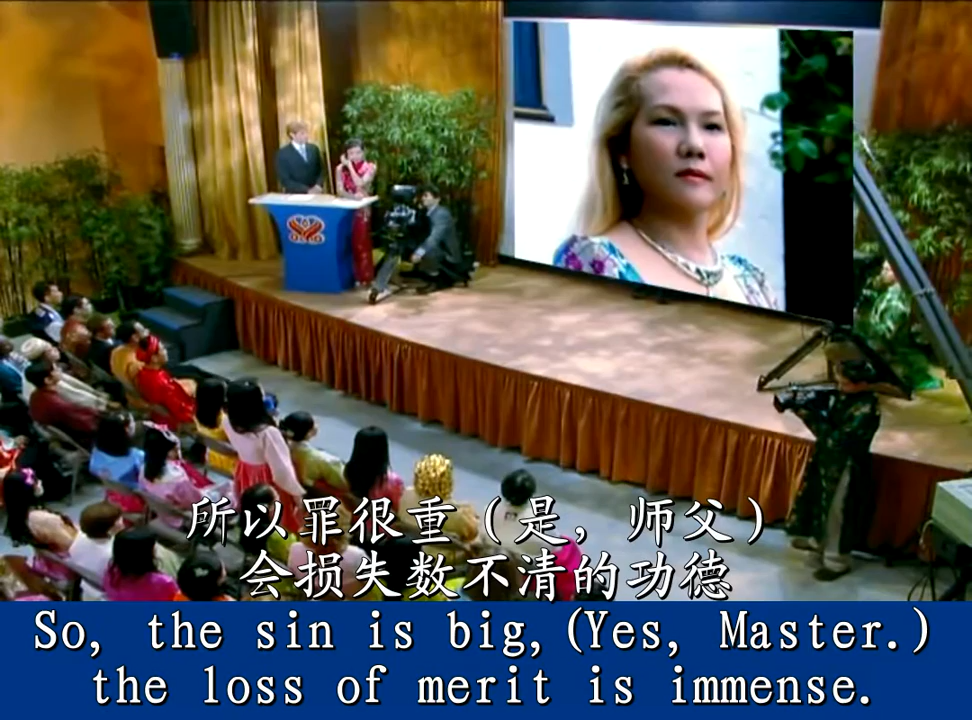 所以罪很重（是，师父）
会损失数不清的功德
So, the sin is big,(Yes, Master.)
the loss of merit is immense.